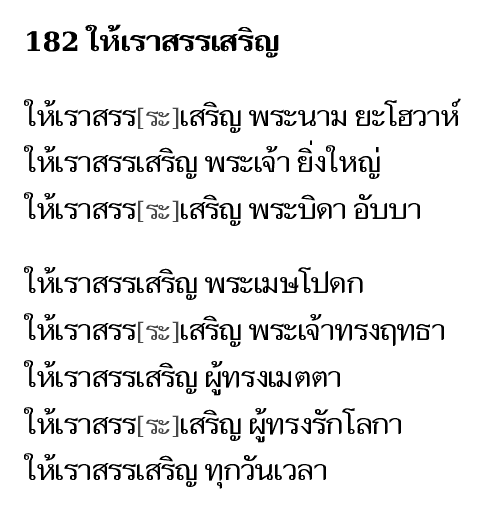 182 ให้เราสรรเสริญ
ให้เราสรร[ระ]เสริญ พระนาม ยะโฮวาห์
ให้เราสรรเสริญ พระเจ้า ยิ่งใหญ่
ให้เราสรร[ระ]เสริญ พระบิดา อับบา
ให้เราสรรเสริญ พระเมษโปดก
ให้เราสรร[ระ]เสริญ พระเจ้าทรงฤทธา
ให้เราสรรเสริญ ผู้ทรงเมตตา
ให้เราสรร[ระ]เสริญ ผู้ทรงรักโลกา
ให้เราสรรเสริญ ทุกวันเวลา